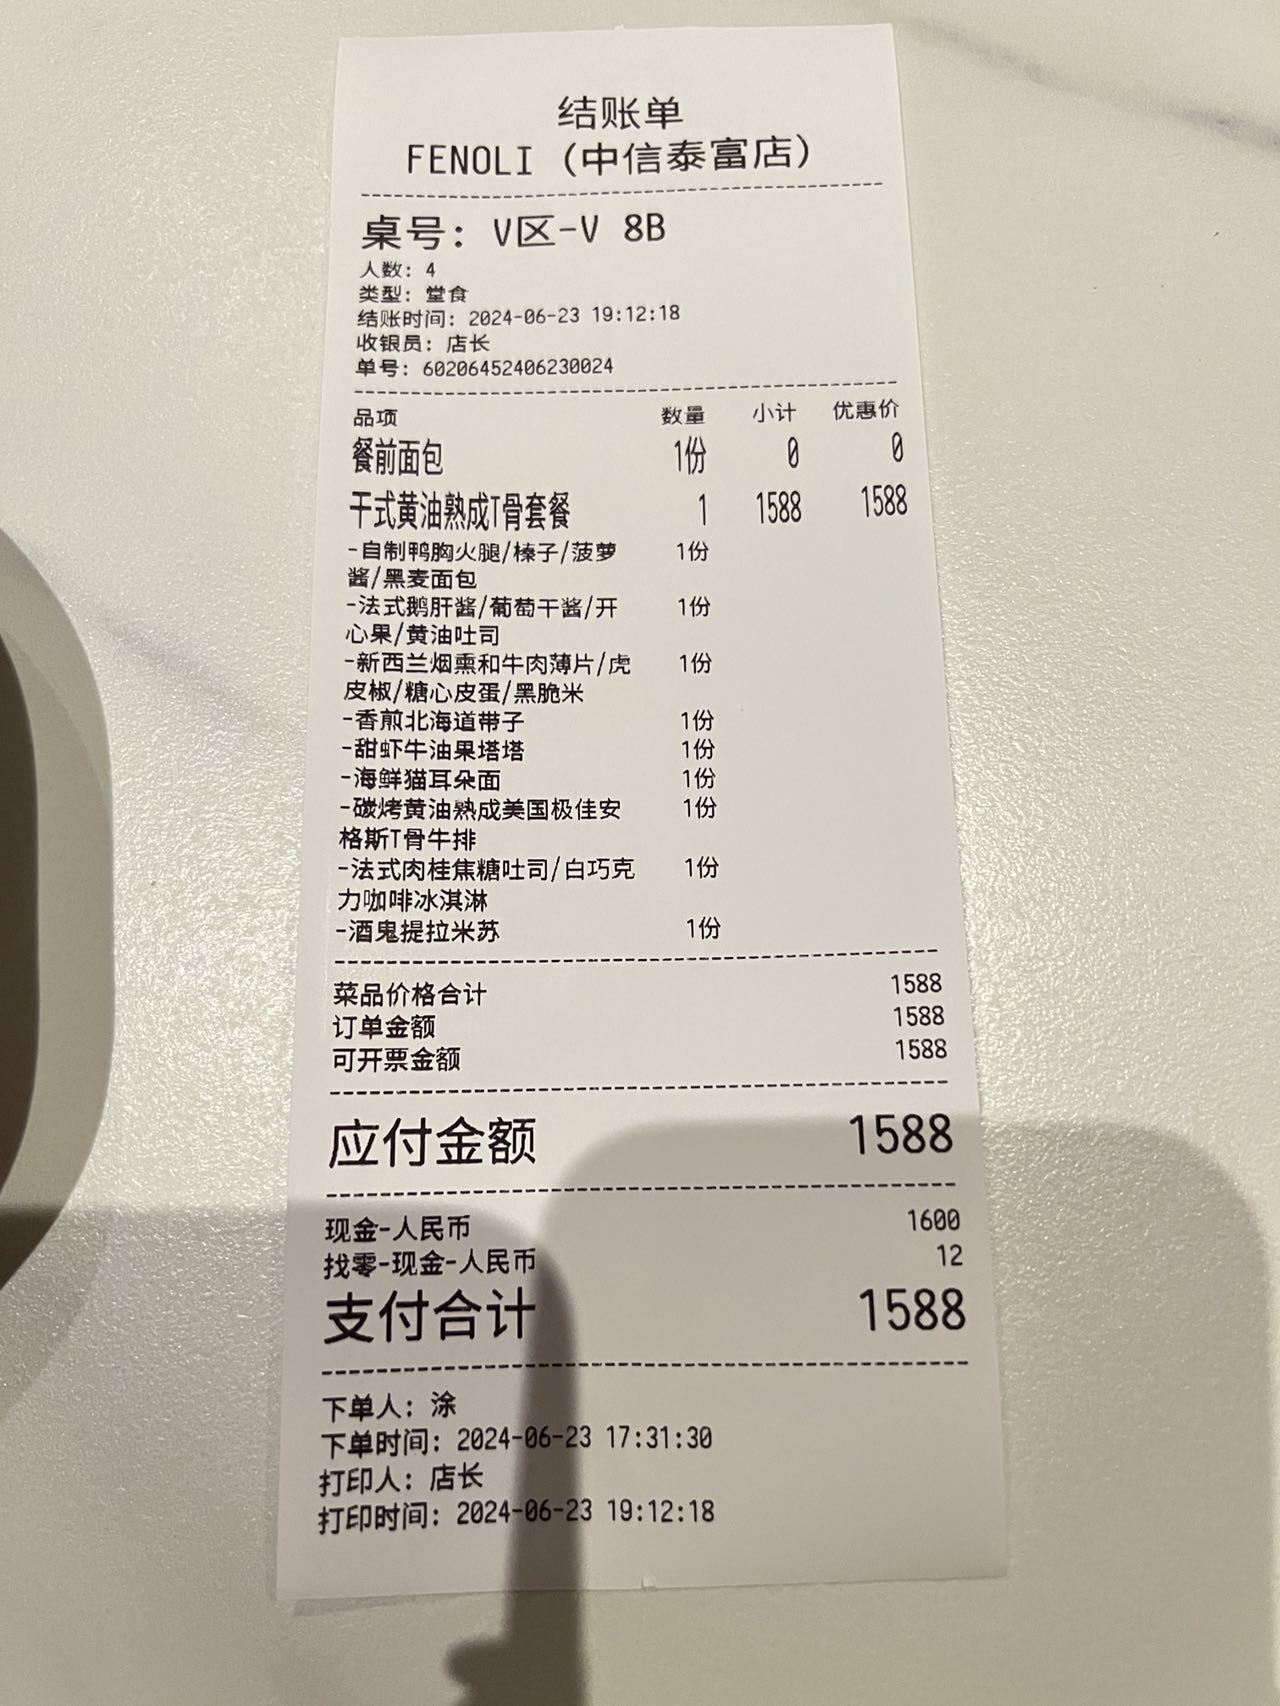 结账单
FENOLI (中信泰富店)
桌号: V区-V 8B
人数: 4
类型: 堂食
结账时间: 2024-06-23 19:12:18
收银员: 店长
单号: 60206452406230024
品项 数量 小计 优惠价
餐前面包 1份 0 0
干式黄油熟成T骨套餐 1 1588 1588
-自制鸭胸火腿/榛子/菠萝 1份
酱/黑麦面包
-法式鹅肝酱/葡萄干酱/开 1份
心果/黄油吐司
-新西兰烟熏和牛肉薄片/虎 1份
皮椒/糖心皮蛋/黑脆米
-香煎北海道带子 1份
-甜虾牛油果塔塔 1份
-海鲜猫耳朵面 1份
-碳烤黄油熟成美国极佳安 1份
格斯T骨牛排
-法式肉桂焦糖吐司/白巧克 1份
力咖啡冰淇淋
-酒鬼提拉米苏 1份
菜品价格合计 1588
订单金额 1588
可开票金额 1588
应付金额 1588
现金-人民币 1600
找零-现金-人民币 12
支付合计 1588
下单人: 涂
下单时间: 2024-06-23 17:31:30
打印人: 店长
打印时间: 2024-06-23 19:12:18